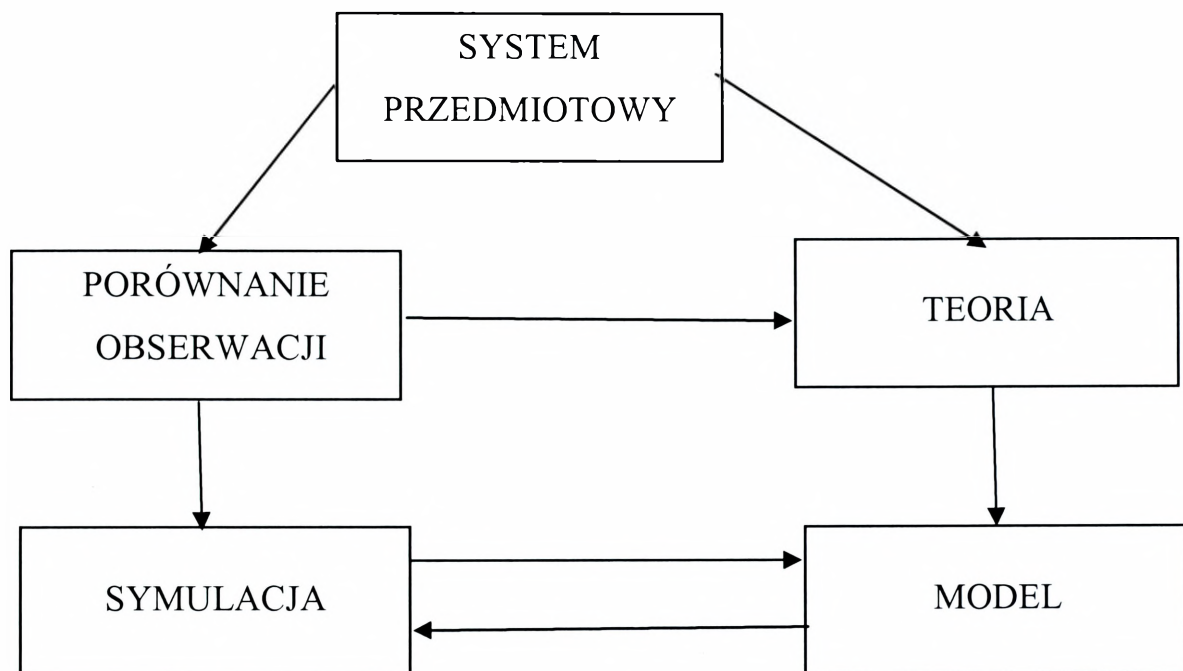 SYSTEM
PRZEDMIOTOWY
PORÓWNANIE
OBSERWACJI
TEORIA
SYMULACJA
MODEL